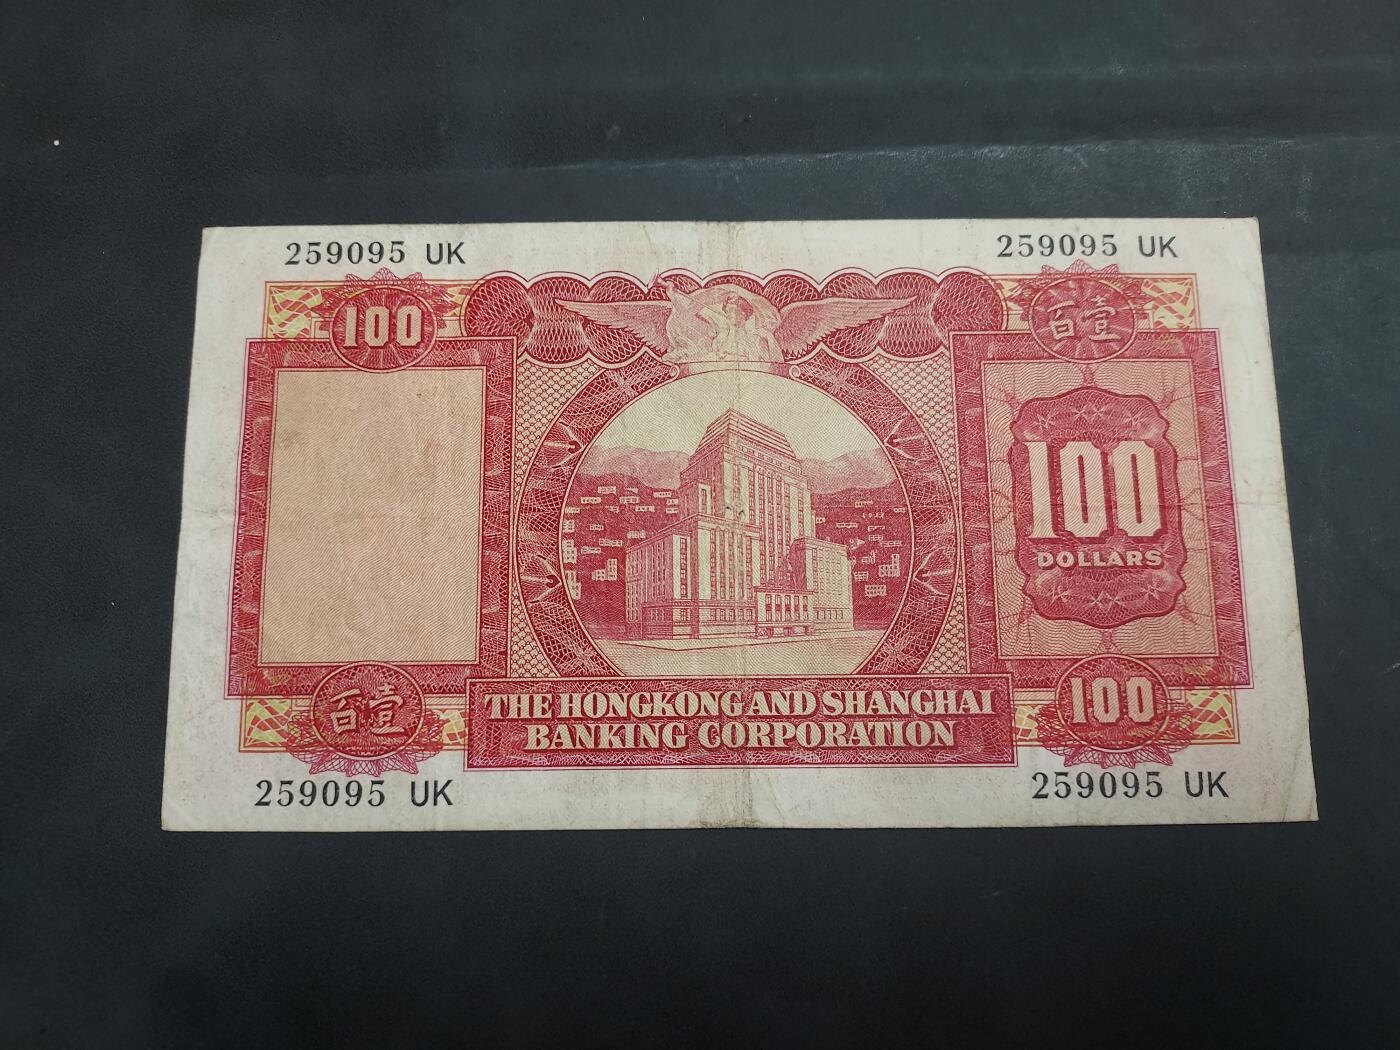 259095 UK
259095 UK
100
百壹
100
DOLLARS
百壹
THE HONGKONG AND SHANGHAI
BANKING CORPORATION
100
259095 UK
259095 UK